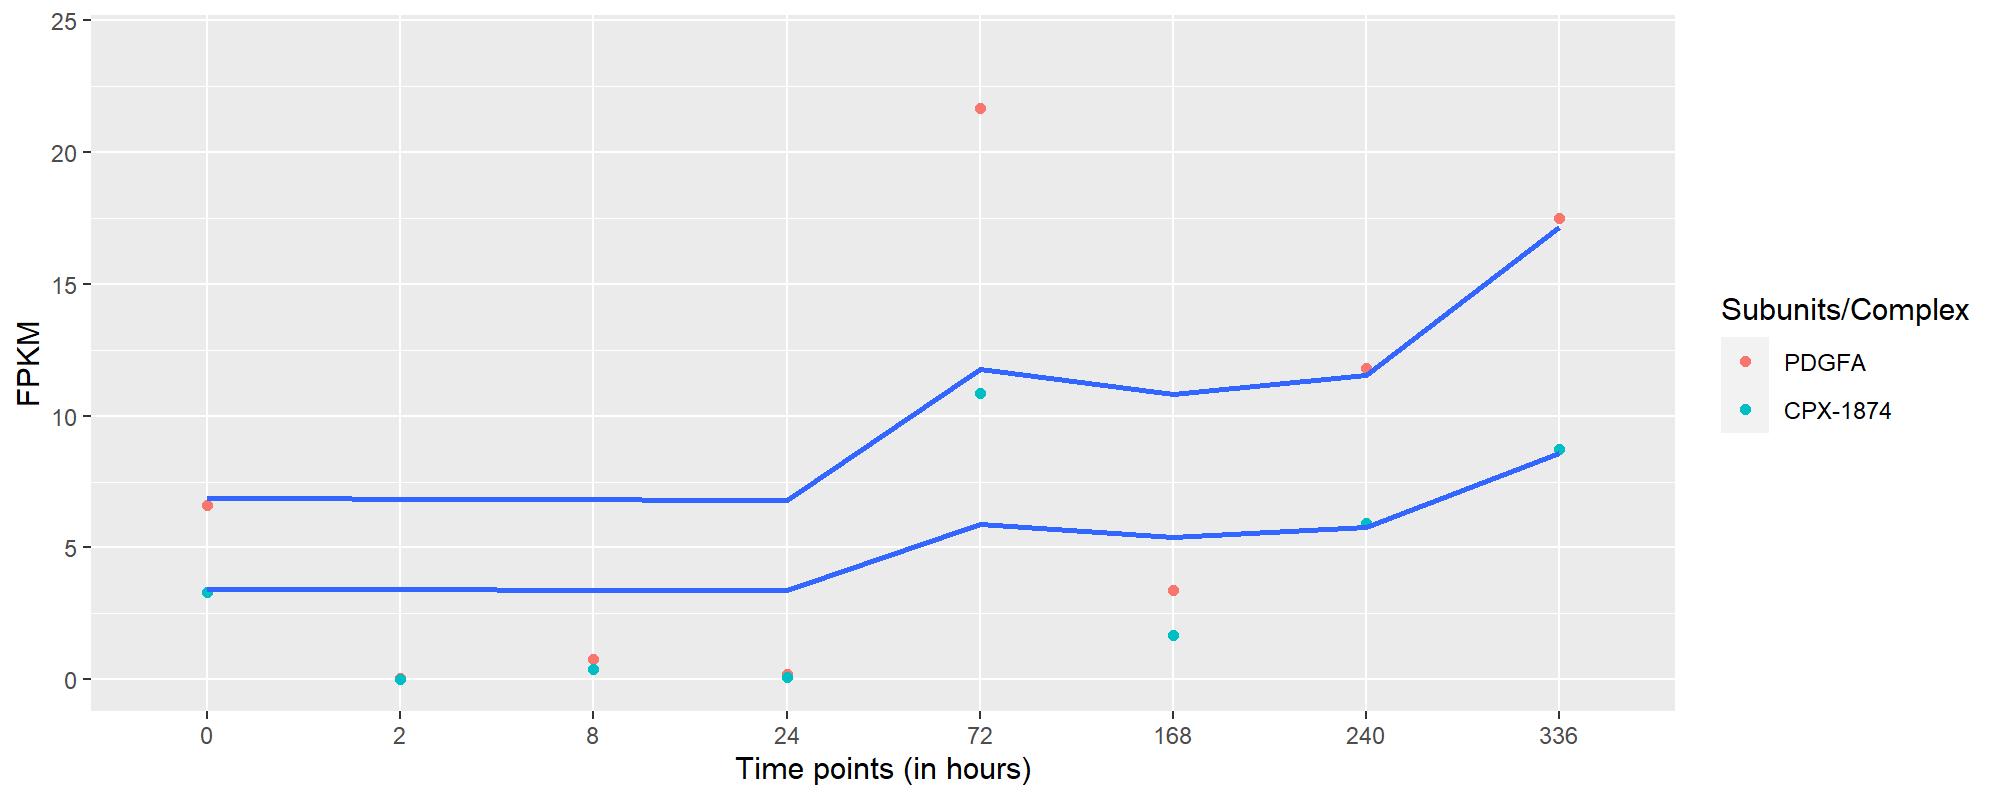 25
20
15
10
5
0
FPKM
0 2 8 24 72 168 240 336
Time points (in hours)
Subunits/Complex
PDGFA
CPX-1874